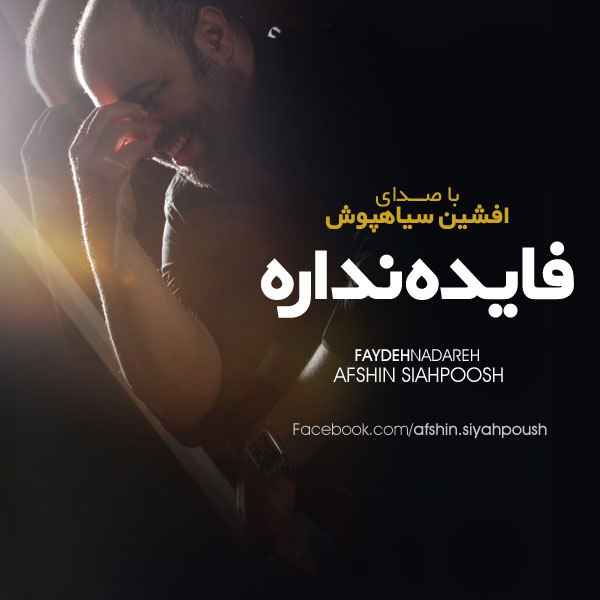 با صدای
افشین سیاهپوش
فایده‌نداره
FAYDEHNADAREH
AFSHIN SIAHPOOSH
Facebook.com/afshin.siyahpoush